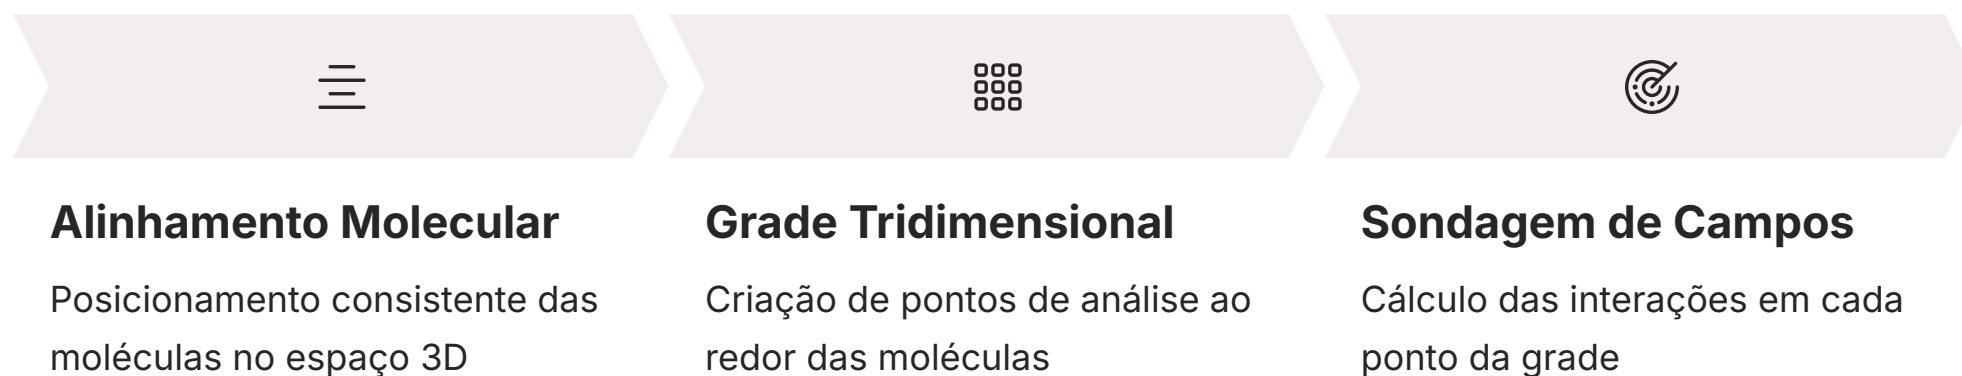 Alinhamento Molecular
Posicionamento consistente das
moléculas no espaço 3D
Grade Tridimensional
Criação de pontos de análise ao
redor das moléculas
Sondagem de Campos
Cálculo das interações em cada
ponto da grade